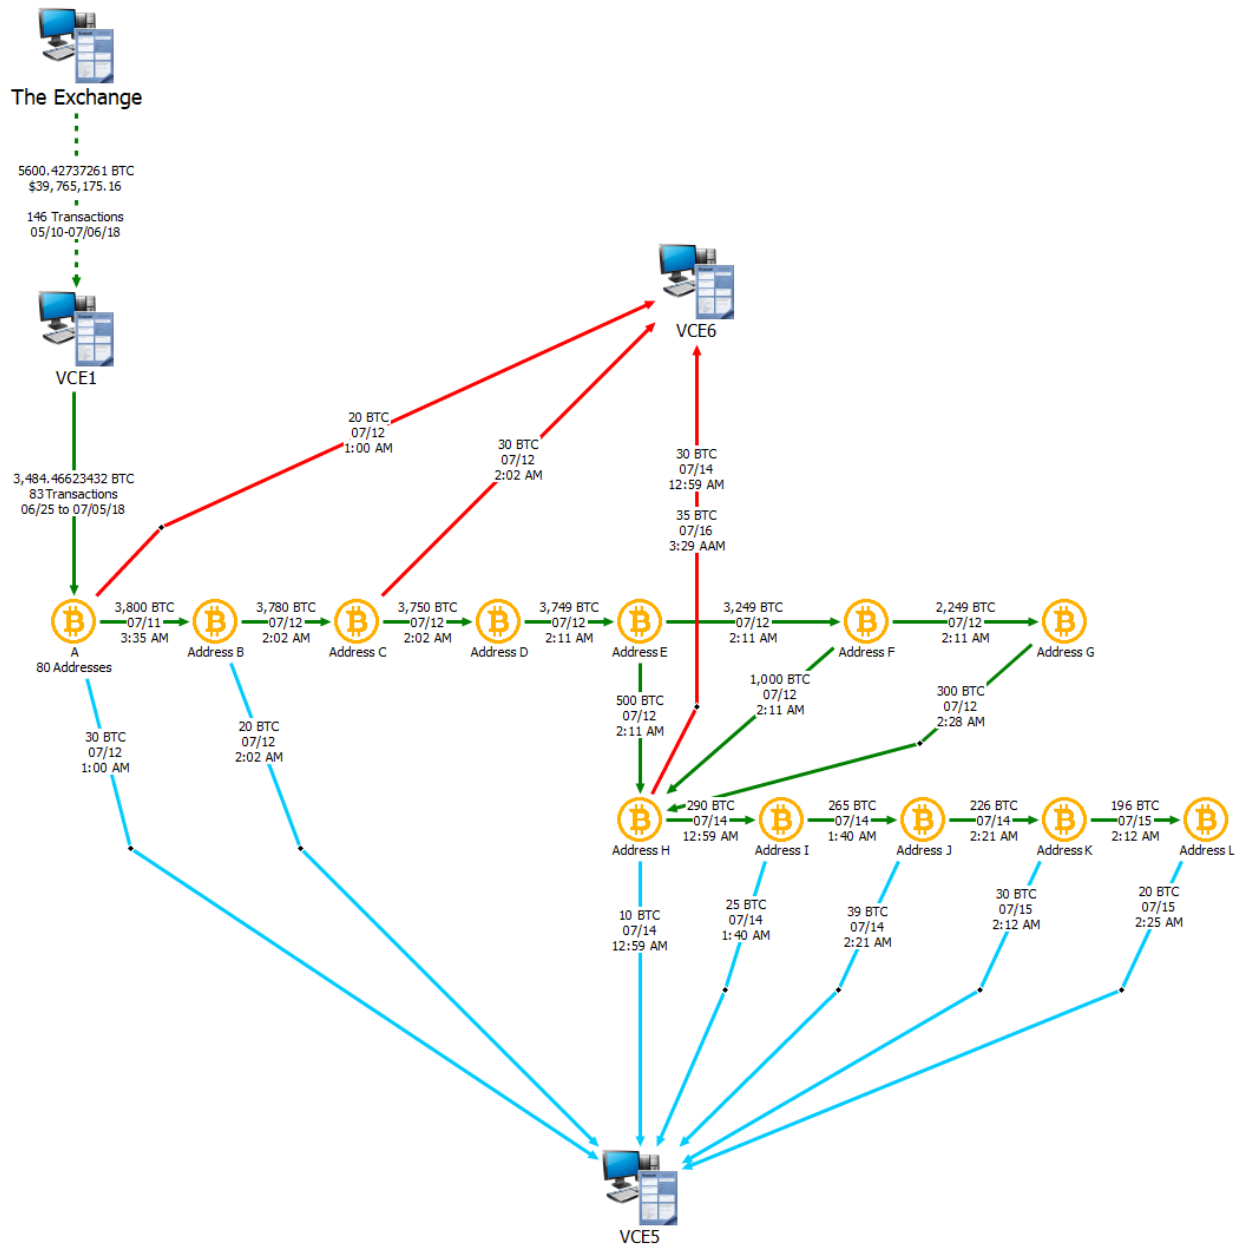 The Exchange
5600.42737261 BTC
$39,765,175.16
146 Transactions
05/10-07/06/18
VCE1
VCE6
20 BTC
07/12
1:00 AM
30 BTC
07/12
2:02 AM
30 BTC
07/14
12:59 AM
35 BTC
07/16
3:29 AAM
3,484.46623432 BTC
83 Transactions
06/25 to 07/05/18
3,800 BTC
07/11
3:35 AM
3,780 BTC
07/12
2:02 AM
3,750 BTC
07/12
2:02 AM
3,749 BTC
07/12
2:11 AM
3,249 BTC
07/12
2:11 AM
2,249 BTC
07/12
2:11 AM
A
80 Addresses
Address B
Address C
Address D
Address E
Address F
Address G
30 BTC
07/12
1:00 AM
20 BTC
07/12
2:02 AM
500 BTC
07/12
2:11 AM
1,000 BTC
07/12
2:11 AM
300 BTC
07/12
2:28 AM
290 BTC
07/14
12:59 AM
265 BTC
07/14
1:40 AM
226 BTC
07/14
2:21 AM
196 BTC
07/15
2:12 AM
Address H
Address I
Address J
Address K
Address L
10 BTC
07/14
12:59 AM
25 BTC
07/14
1:40 AM
39 BTC
07/14
2:21 AM
30 BTC
07/15
2:12 AM
20 BTC
07/15
2:25 AM
VCE5